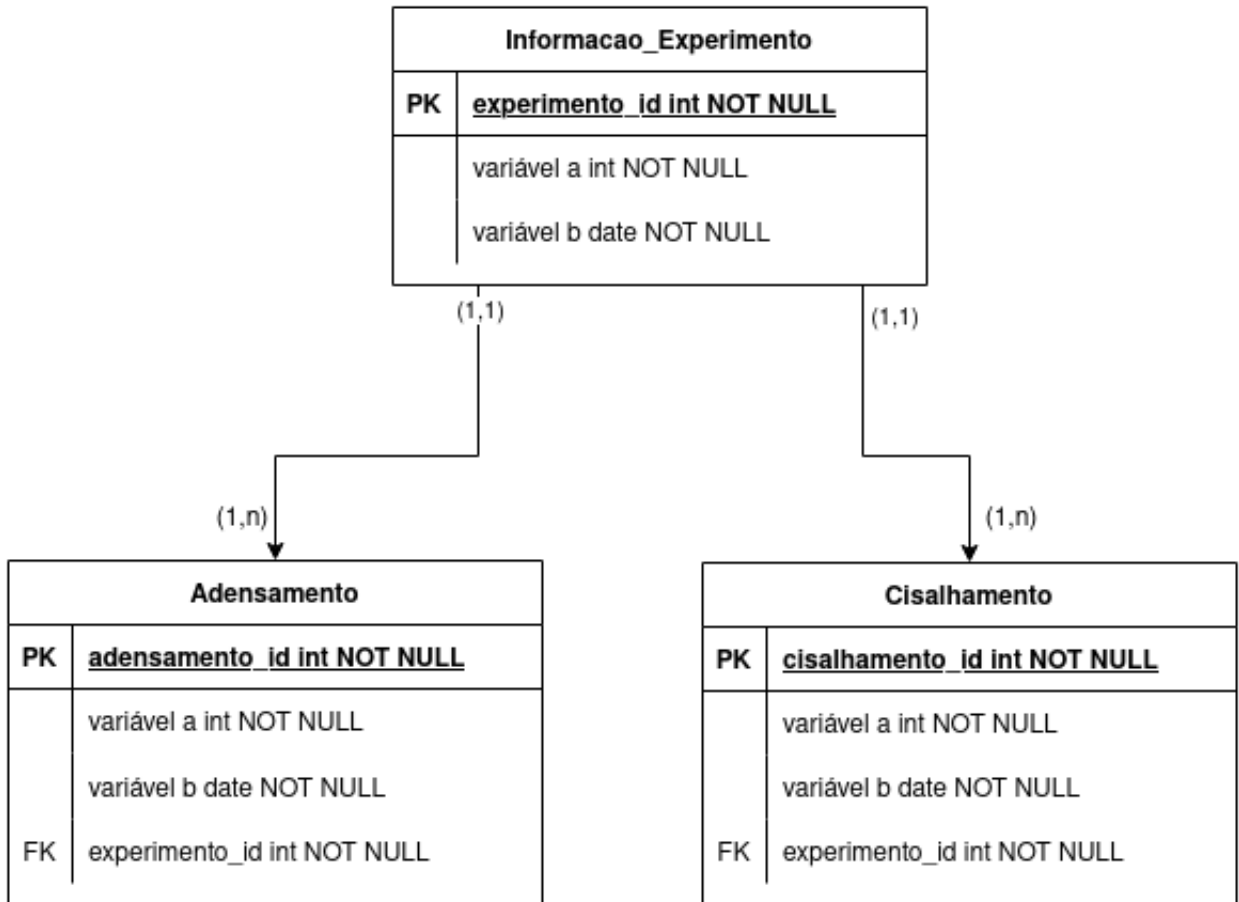 Informacao_Experimento
PK experimento_id int NOT NULL
variável a int NOT NULL
variável b date NOT NULL
(1,1)
(1,1)
(1,n)
(1,n)
Adensamento
PK adensamento_id int NOT NULL
variável a int NOT NULL
variável b date NOT NULL
FK experimento_id int NOT NULL
Cisalhamento
PK cisalhamento_id int NOT NULL
variável a int NOT NULL
variável b date NOT NULL
FK experimento_id int NOT NULL